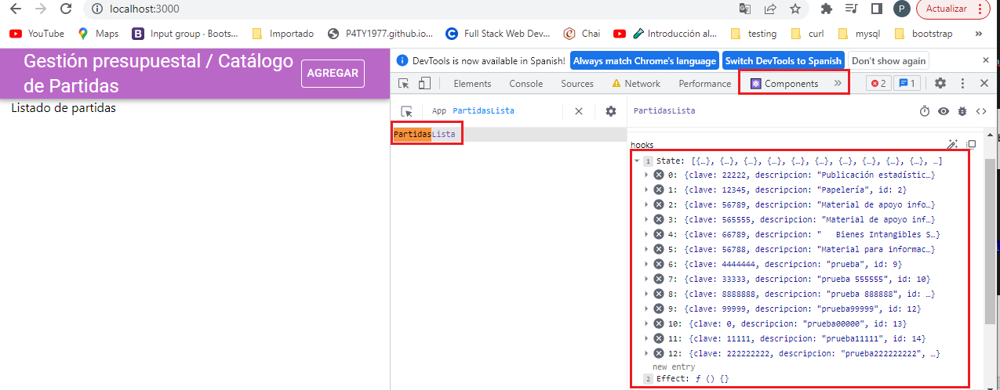 localhost:3000
P
Actualizar
YouTube
Maps
Input group · Boots...
Importado
P4TY1977.github.io...
Full Stack Web Dev...
Chai
Introducción al...
testing
curl
mysql
bootstrap
»
Gestión presupuestal / Catálogo
de Partidas
AGREGAR
Listado de partidas
DevTools is now available in Spanish!
Always match Chrome's language
Switch DevTools to Spanish
Don't show again
Elements
Console
Sources
Network
Performance
Components
»
2
1
App
PartidasLista
PartidasLista
PartidasLista
hooks
1 State: [{…}, {…}, {…}, {…}, {…}, {…}, {…}, {…}, {…}, {…}, …]
0: {clave: 22222, descripcion: "Publicación estadístic…}
1: {clave: 12345, descripcion: "Papelería", id: 2}
2: {clave: 56789, descripcion: "Material de apoyo info…}
3: {clave: 565555, descripcion: "Material de apoyo inf…}
4: {clave: 66789, descripcion: "   Bienes Intangibles S…}
5: {clave: 56788, descripcion: "Material para informac…}
6: {clave: 4444444, descripcion: "prueba", id: 9}
7: {clave: 33333, descripcion: "prueba 555555", id: 10}
8: {clave: 8888888, descripcion: "prueba 888888", id: …}
9: {clave: 99999, descripcion: "prueba99999", id: 12}
10: {clave: 0, descripcion: "prueba00000", id: 13}
11: {clave: 11111, descripcion: "prueba11111", id: 14}
12: {clave: 222222222, descripcion: "prueba222222222", …}
new entry
2 Effect: ƒ () {}